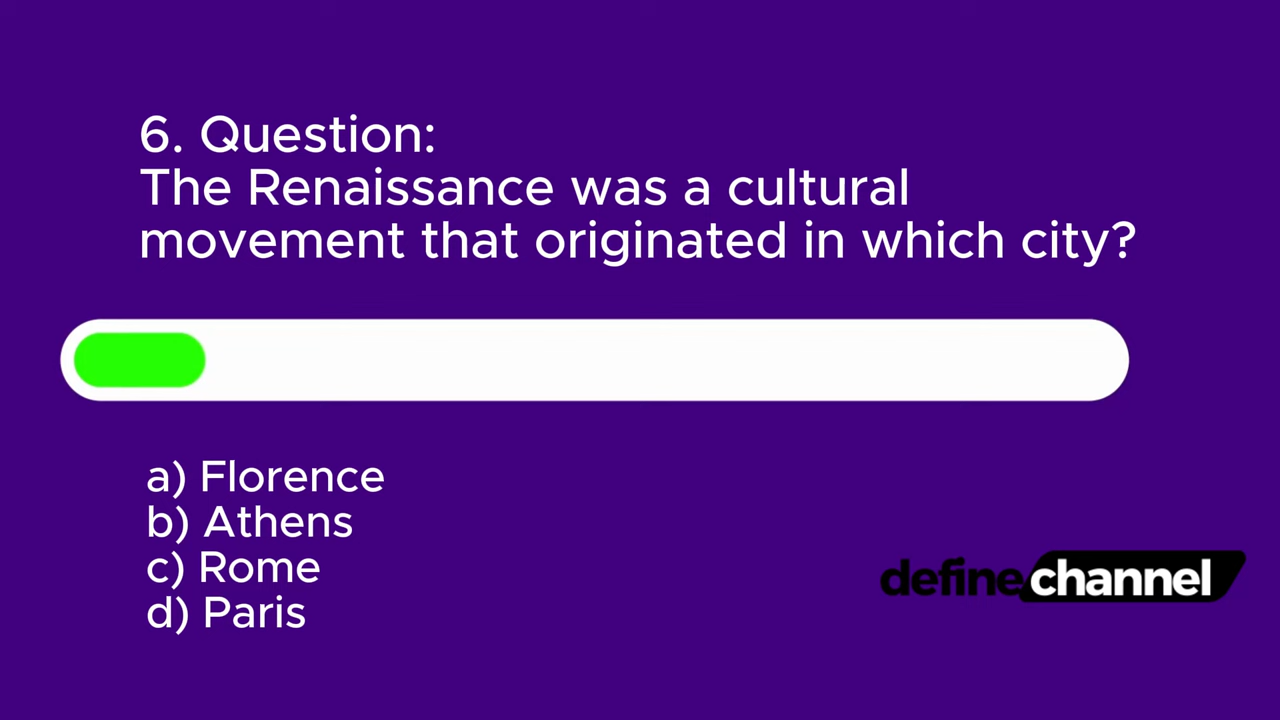 6. Question:
The Renaissance was a cultural
movement that originated in which city?
a) Florence
b) Athens
c) Rome
d) Paris
definechannel